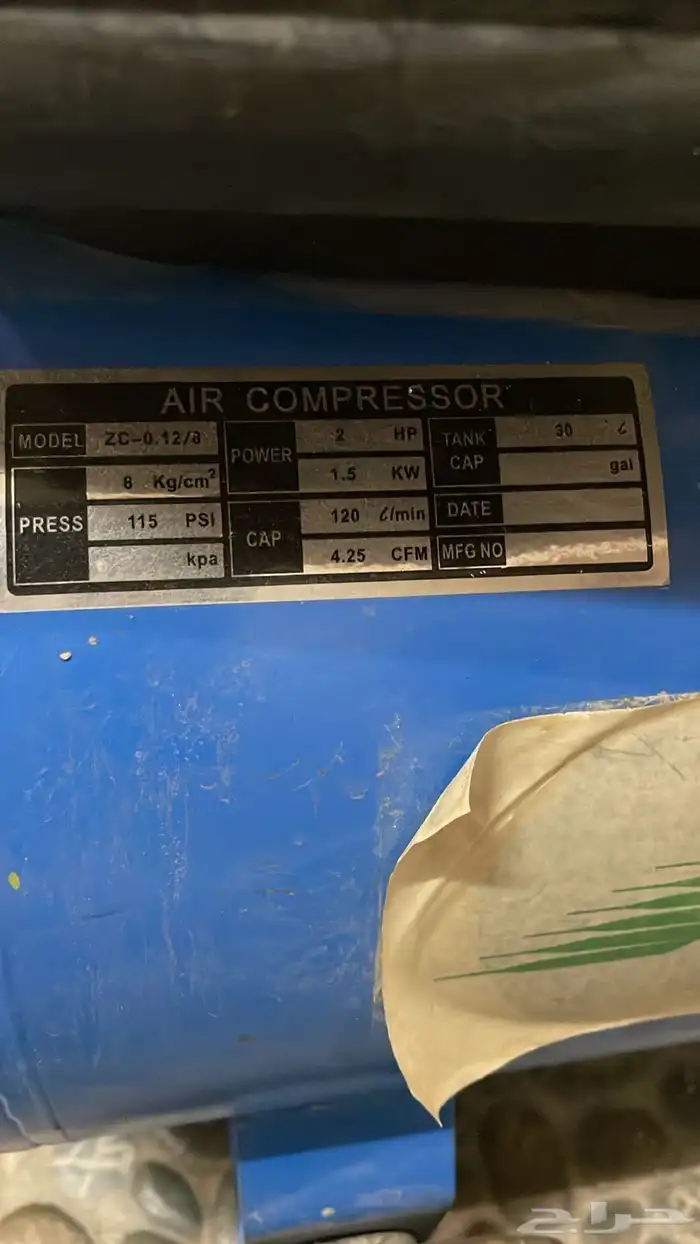 AIR COMPRESSOR
MODEL ZC-0.12/8 POWER 2 HP TANK CAP 30 ℓ
8 Kg/cm² 1.5 KW gal
PRESS 115 PSI CAP 120 ℓ/min DATE
kpa 4.25 CFM MFG NO
حراج